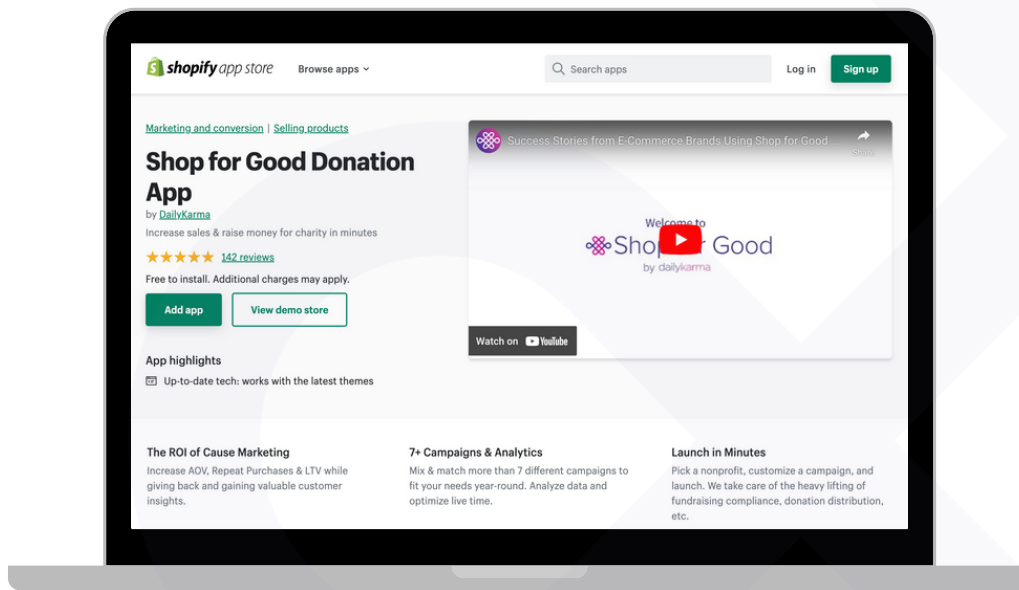 shopify app store
Browse apps
Search apps
Log in
Sign up
Marketing and conversion | Selling products
Shop for Good Donation
App
by DailyKarma
Increase sales & raise money for charity in minutes
142 reviews
Free to install. Additional charges may apply.
Add app
View demo store
App highlights
Up-to-date tech: works with the latest themes
Success Stories from E-Commerce Brands Using Shop for Good
Share
Welcome to
Good
by dailykarma
Watch on YouTube
The ROI of Cause Marketing
Increase AOV, Repeat Purchases & LTV while
giving back and gaining valuable customer
insights.
7+ Campaigns & Analytics
Mix & match more than 7 different campaigns to
fit your needs year-round. Analyze data and
optimize live time.
Launch in Minutes
Pick a nonprofit, customize a campaign, and
launch. We take care of the heavy lifting of
fundraising compliance, donation distribution,
etc.